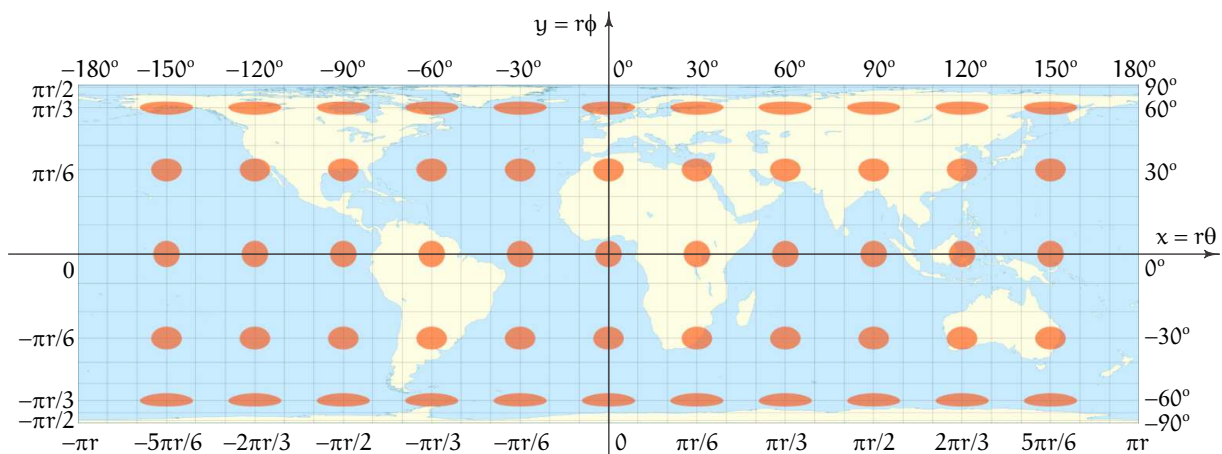 y = rϕ
−180° −150° −120° −90° −60° −30° 0° 30° 60° 90° 120° 150° 180°
πr/2 90°
πr/3 60°
πr/6 30°
x = rθ
0 0°
−πr/6 −30°
−πr/3 −60°
−πr/2 −90°
−πr −5πr/6 −2πr/3 −πr/2 −πr/3 −πr/6 0 πr/6 πr/3 πr/2 2πr/3 5πr/6 πr